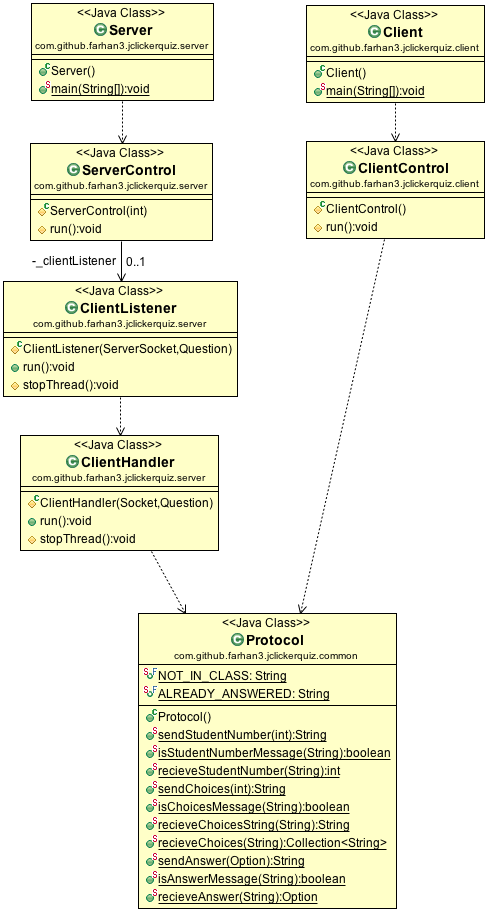 <<Java Class>>
Server
com.github.farhan3.jclickerquiz.server
Server()
main(String[]):void
<<Java Class>>
Client
com.github.farhan3.jclickerquiz.client
Client()
main(String[]):void
<<Java Class>>
ServerControl
com.github.farhan3.jclickerquiz.server
ServerControl(int)
run():void
<<Java Class>>
ClientControl
com.github.farhan3.jclickerquiz.client
ClientControl()
run():void
-_clientListener 0..1
<<Java Class>>
ClientListener
com.github.farhan3.jclickerquiz.server
ClientListener(ServerSocket,Question)
run():void
stopThread():void
<<Java Class>>
ClientHandler
com.github.farhan3.jclickerquiz.server
ClientHandler(Socket,Question)
run():void
stopThread():void
<<Java Class>>
Protocol
com.github.farhan3.jclickerquiz.common
NOT_IN_CLASS: String
ALREADY_ANSWERED: String
Protocol()
sendStudentNumber(int):String
isStudentNumberMessage(String):boolean
recieveStudentNumber(String):int
sendChoices(int):String
isChoicesMessage(String):boolean
recieveChoicesString(String):String
recieveChoices(String):Collection<String>
sendAnswer(Option):String
isAnswerMessage(String):boolean
recieveAnswer(String):Option